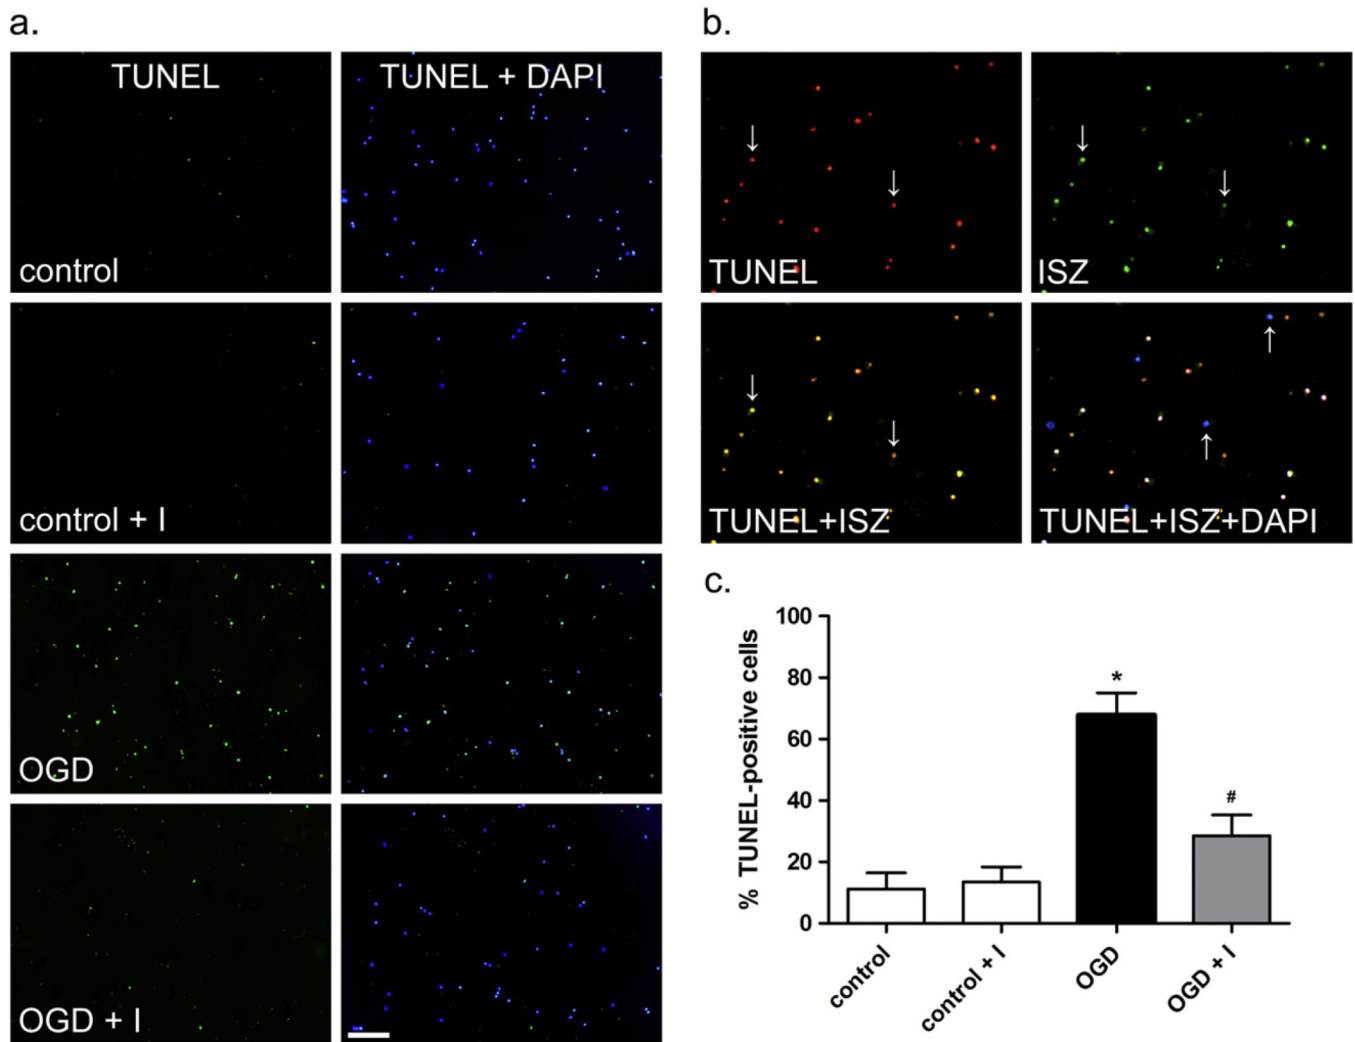 a.
TUNEL
TUNEL + DAPI
control
control + I
OGD
OGD + I
b.
TUNEL
ISZ
TUNEL+ISZ
TUNEL+ISZ+DAPI
c.
% TUNEL-positive cells
100
80
60
40
20
0
*
#
control
control + I
OGD
OGD + I